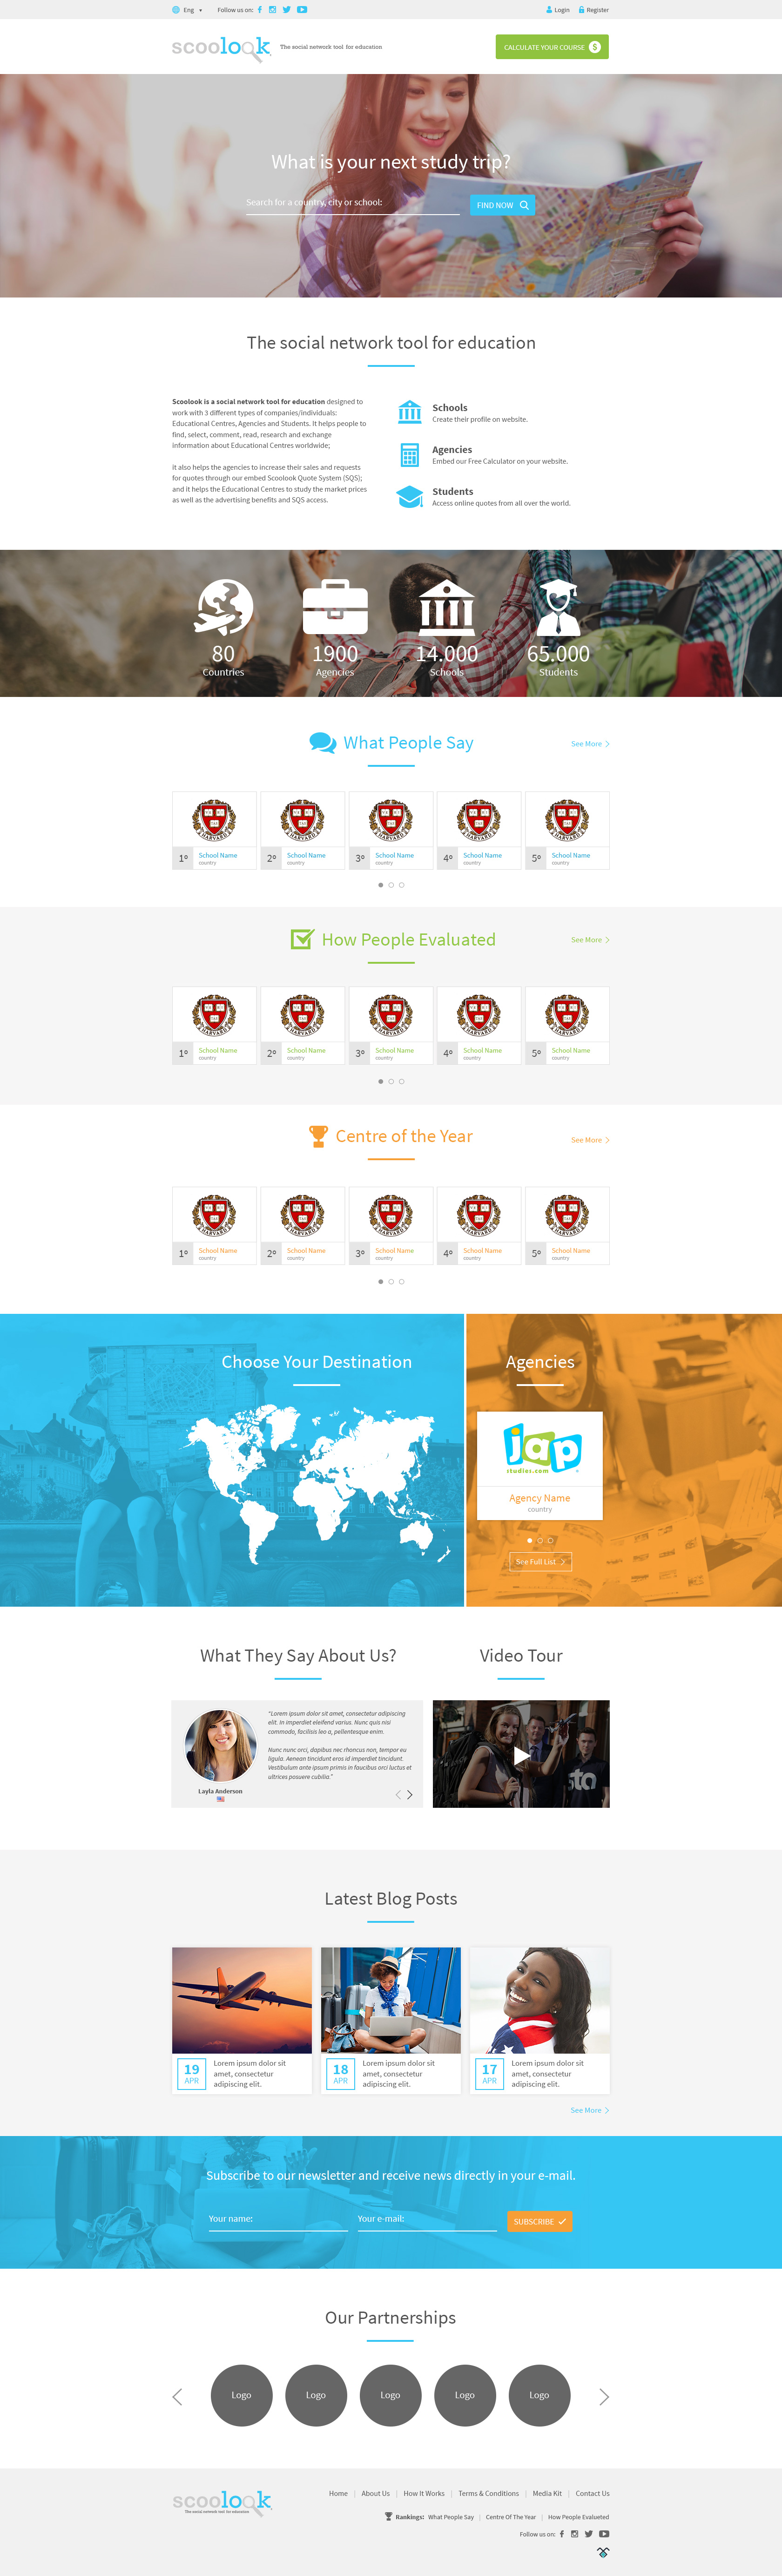 Eng
Follow us on:
Login
Register
scoolook
The social network tool for education
CALCULATE YOUR COURSE $
What is your next study trip?
Search for a country, city or school:
FIND NOW
The social network tool for education
Scoolook is a social network tool for education designed to
work with 3 different types of companies/individuals:
Educational Centres, Agencies and Students. It helps people to
find, select, comment, read, research and exchange
information about Educational Centres worldwide;
it also helps the agencies to increase their sales and requests
for quotes through our embed Scoolook Quote System (SQS);
and it helps the Educational Centres to study the market prices
as well as the advertising benefits and SQS access.
Schools
Create their profile on website.
Agencies
Embed our Free Calculator on your website.
Students
Access online quotes from all over the world.
80
Countries
1900
Agencies
14.000
Schools
65.000
Students
What People Say
See More
HARVARD
HARVARD
HARVARD
HARVARD
HARVARD
1º School Name country
2º School Name country
3º School Name country
4º School Name country
5º School Name country
How People Evaluated
See More
HARVARD
HARVARD
HARVARD
HARVARD
HARVARD
1º School Name country
2º School Name country
3º School Name country
4º School Name country
5º School Name country
Centre of the Year
See More
HARVARD
HARVARD
HARVARD
HARVARD
HARVARD
1º School Name country
2º School Name country
3º School Name country
4º School Name country
5º School Name country
Choose Your Destination
Agencies
iap
studies.com
Agency Name
country
See Full List
What They Say About Us?
"Lorem ipsum dolor sit amet, consectetur adipiscing
elit. In imperdiet eleifend varius. Nunc quis nisi
commodo, facilisis leo a, pellentesque enim.
Nunc nunc orci, dapibus nec rhoncus non, tempor eu
ligula. Aenean tincidunt eros id imperdiet tincidunt.
Vestibulum ante ipsum primis in faucibus orci luctus et
ultrices posuere cubilia."
Layla Anderson
Video Tour
sta
Latest Blog Posts
19
APR
Lorem ipsum dolor sit
amet, consectetur
adipiscing elit.
18
APR
Lorem ipsum dolor sit
amet, consectetur
adipiscing elit.
17
APR
Lorem ipsum dolor sit
amet, consectetur
adipiscing elit.
See More
Subscribe to our newsletter and receive news directly in your e-mail.
Your name:
Your e-mail:
SUBSCRIBE
Our Partnerships
Logo
Logo
Logo
Logo
Logo
scoolook
The social network tool for education
Home | About Us | How It Works | Terms & Conditions | Media Kit | Contact Us
Rankings: What People Say | Centre Of The Year | How People Evalueted
Follow us on: